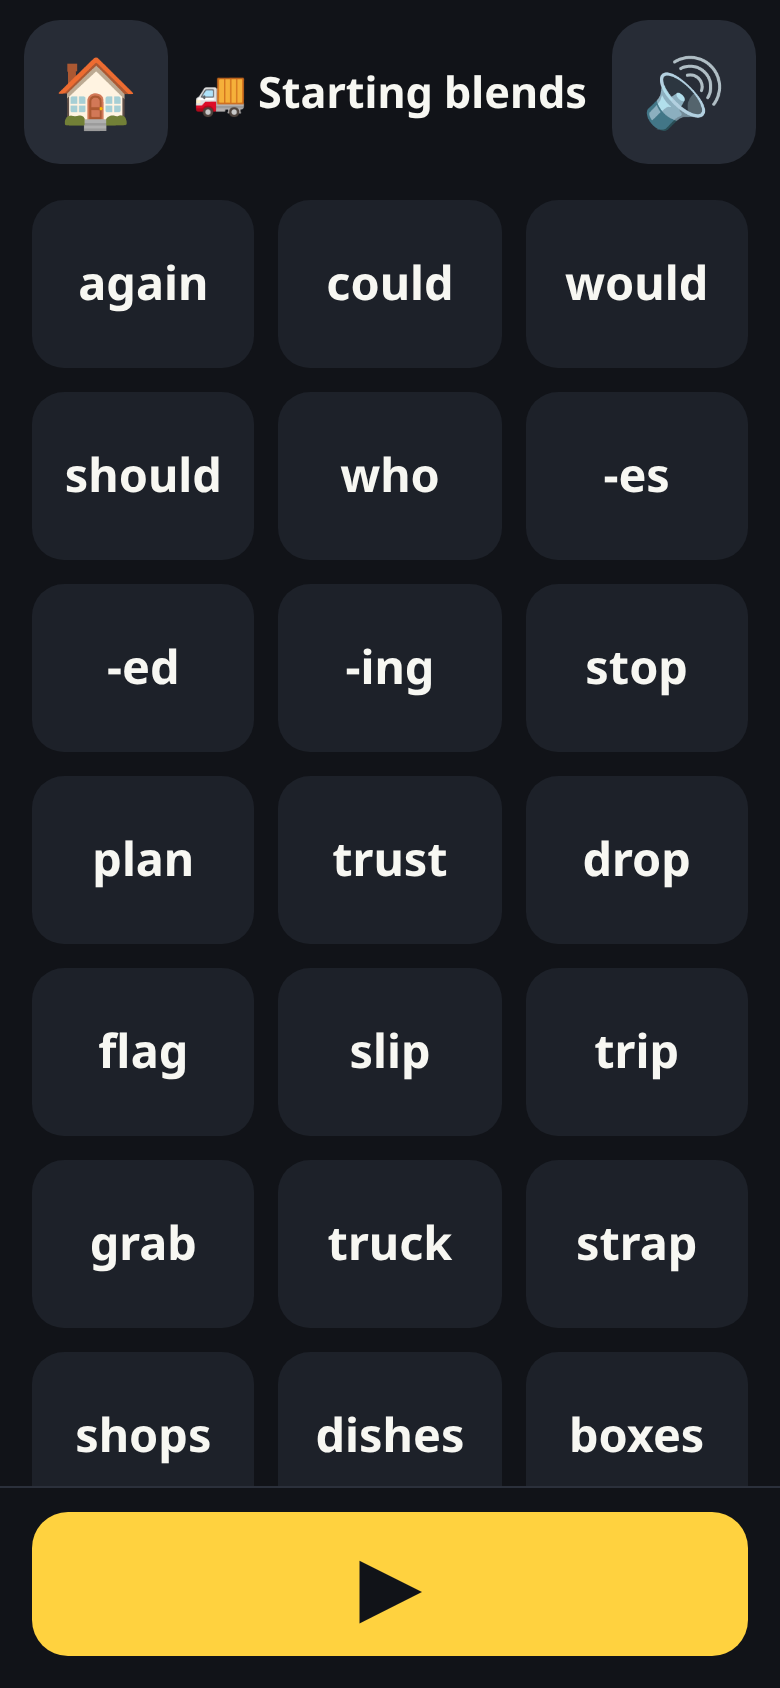 Starting blends
again could would
should who -es
-ed -ing stop
plan trust drop
flag slip trip
grab truck strap
shops dishes boxes